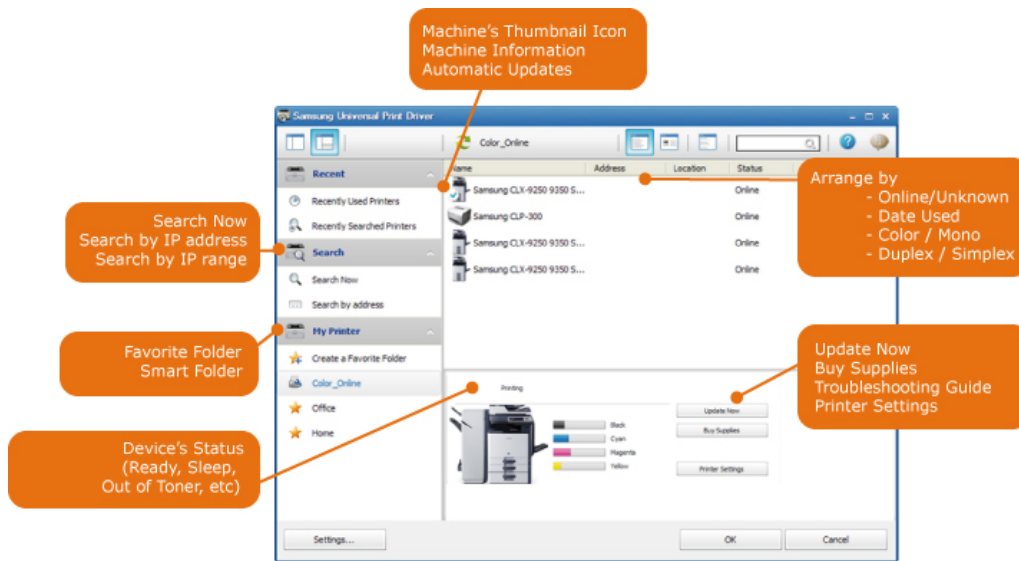 Machine's Thumbnail Icon
Machine Information
Automatic Updates
Samsung Universal Print Driver
Color_Online
Recent
Recently Used Printers
Recently Searched Printers
Search
Search Now
Search by address
My Printer
Create a Favorite Folder
Color_Online
Office
Home
Name Address Location Status
Samsung CLX-9250 9350 S... Online
Samsung CLP-300 Online
Samsung CLX-9250 9350 S... Online
Samsung CLX-9250 9350 S... Online
Arrange by
- Online/Unknown
- Date Used
- Color / Mono
- Duplex / Simplex
Search Now
Search by IP address
Search by IP range
Favorite Folder
Smart Folder
Device's Status
(Ready, Sleep,
Out of Toner, etc)
Printing
Black
Cyan
Magenta
Yellow
Update Now
Buy Supplies
Printer Settings
Update Now
Buy Supplies
Troubleshooting Guide
Printer Settings
Settings...
OK
Cancel